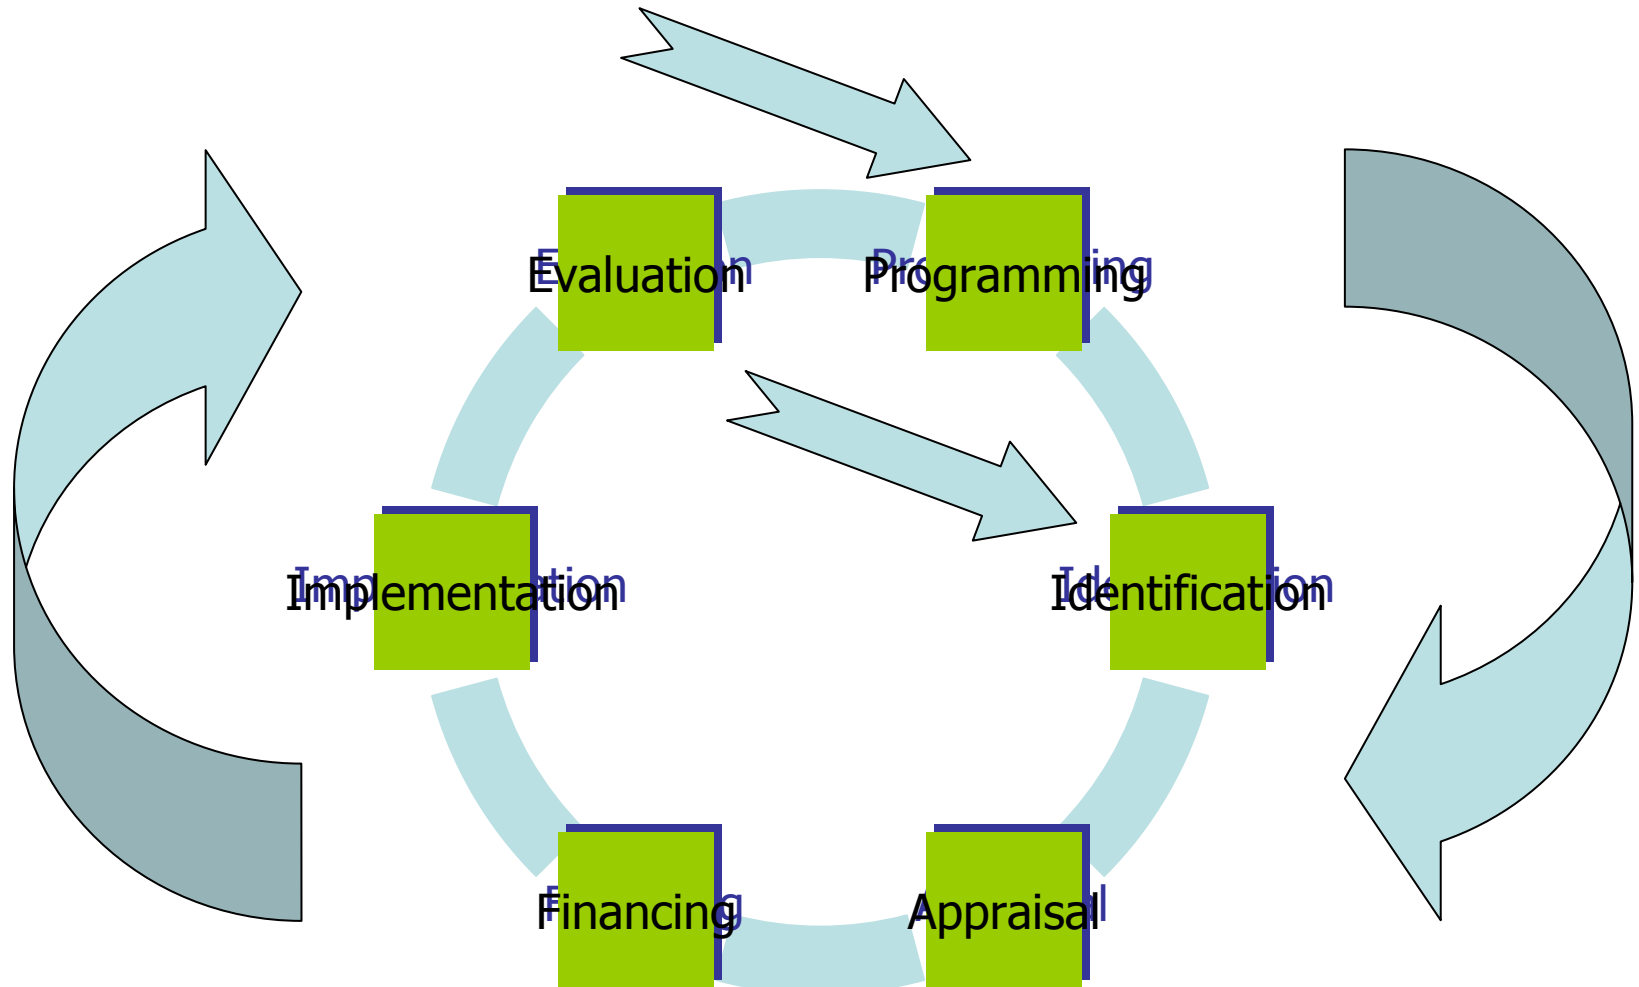 Evaluation
Programming
Implementation
Identification
Financing
Appraisal